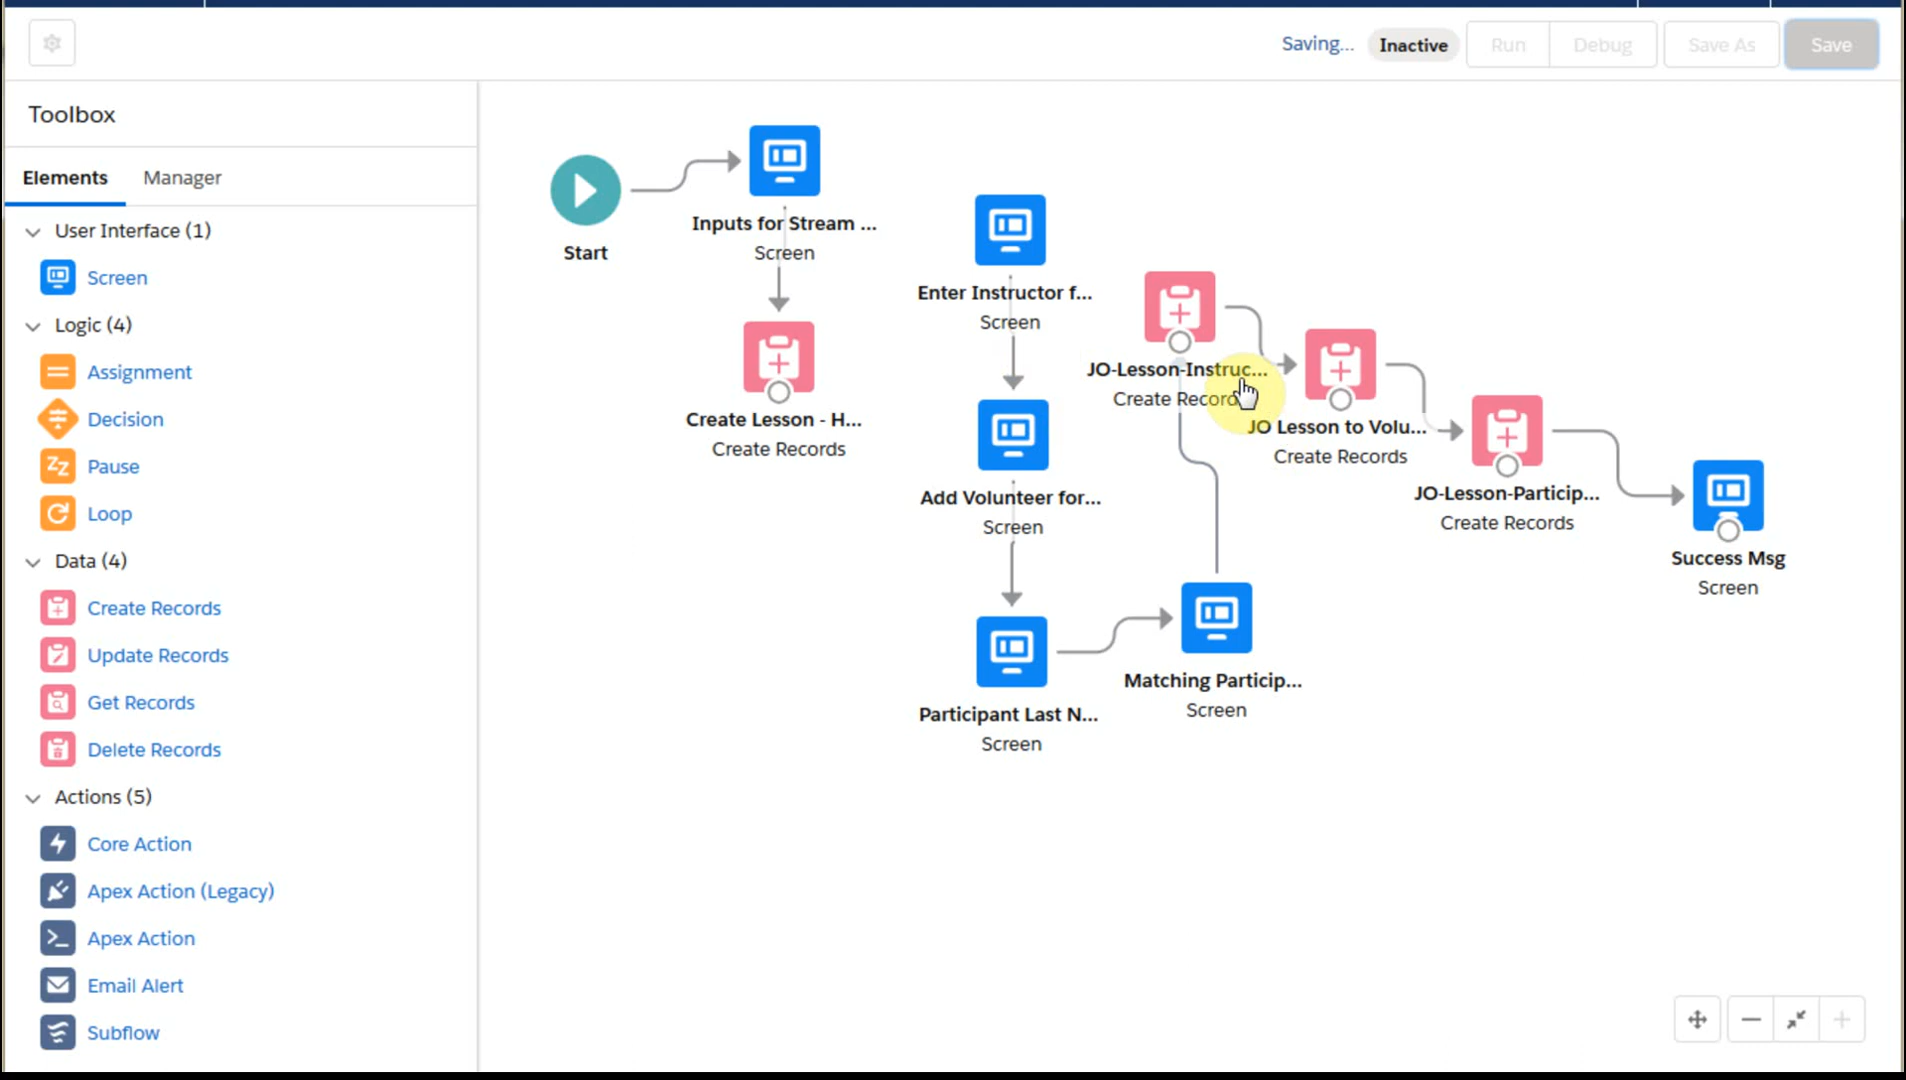 Saving...
Inactive
Run
Debug
Save As
Save
Toolbox
Elements
Manager
User Interface (1)
Screen
Logic (4)
Assignment
Decision
Pause
Loop
Data (4)
Create Records
Update Records
Get Records
Delete Records
Actions (5)
Core Action
Apex Action (Legacy)
Apex Action
Email Alert
Subflow
Start
Inputs for Stream ...
Screen
Create Lesson - H...
Create Records
Enter Instructor f...
Screen
Add Volunteer for...
Screen
Participant Last N...
Screen
Matching Particip...
Screen
JO-Lesson-Instruc...
Create Record
JO Lesson to Volu...
Create Records
JO-Lesson-Particip...
Create Records
Success Msg
Screen